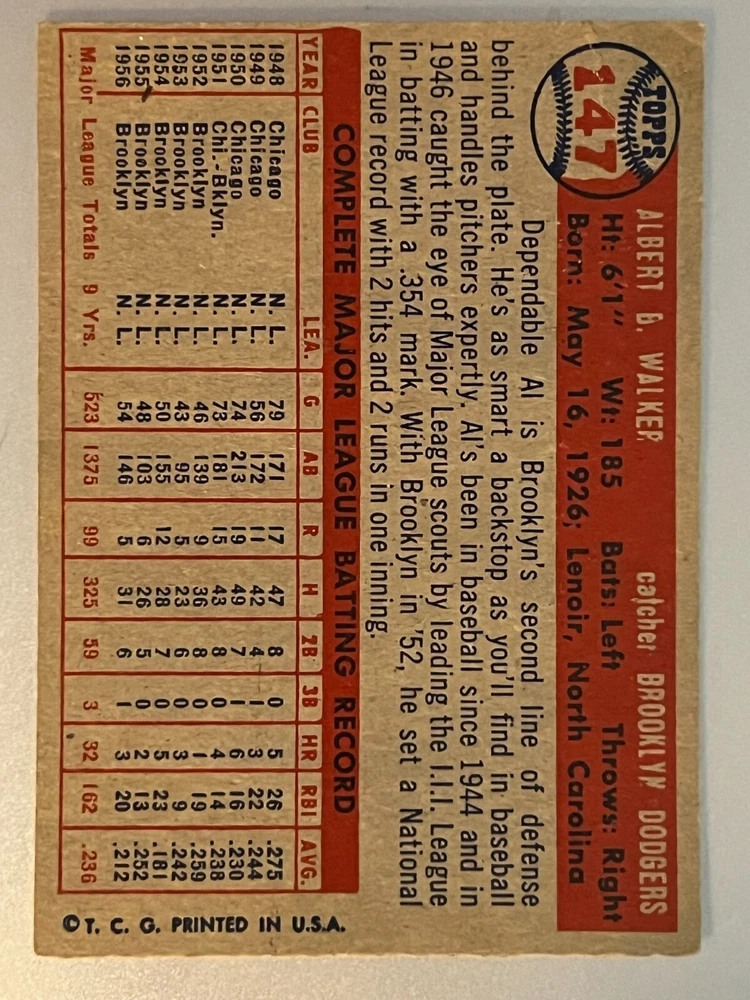 TOPPS
147
ALBERT B. WALKER catcher BROOKLYN DODGERS
Ht: 6'1" Wt: 185 Bats: Left Throws: Right
Born: May 16, 1926; Lenoir, North Carolina
Dependable Al is Brooklyn's second line of defense
behind the plate. He's as smart a backstop as you'll find in baseball
and handles pitchers expertly. Al's been in baseball since 1944 and in
1946 caught the eye of Major League scouts by leading the I.I.I. League
in batting with a .354 mark. With Brooklyn in '52, he set a National
League record with 2 hits and 2 runs in one inning.
COMPLETE MAJOR LEAGUE BATTING RECORD
YEAR CLUB LEA. G AB R H 2B 3B HR RBI AVG.
1948 Chicago N. L. 79 171 17 47 8 0 5 26 .275
1949 Chicago N. L. 56 172 11 42 4 1 3 22 .244
1950 Chicago N. L. 74 213 19 49 7 1 6 16 .230
1951 Chi.-Bklyn. N. L. 73 181 15 43 8 0 4 14 .238
1952 Brooklyn N. L. 46 139 9 36 8 0 1 19 .259
1953 Brooklyn N. L. 43 95 5 23 6 0 3 9 .242
1954 Brooklyn N. L. 50 155 12 28 7 0 5 23 .181
1955 Brooklyn N. L. 48 103 6 26 5 0 2 13 .252
1956 Brooklyn N. L. 54 146 5 31 6 1 3 20 .212
Major League Totals 9 Yrs. 523 1375 99 325 59 3 32 162 .236
© T. C. G. PRINTED IN U.S.A.